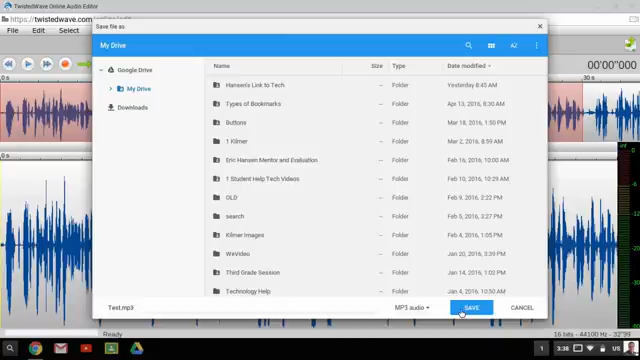 TwistedWave Online Audio Editor
https://twistedwave.com/online/edit
File Edit Select
Save file as
My Drive
AZ
00'00"000
0 s
30 s
Google Drive
My Drive
Downloads
Name Size Type Date modified
Hansen's Link to Tech -- Folder Yesterday 8:45 AM
Types of Bookmarks -- Folder Apr 13, 2016, 8:30 AM
Buttons -- Folder Mar 18, 2016, 1:50 PM
1 Kilmer -- Folder Mar 2, 2016, 8:59 AM
Eric Hansen Mentor and Evaluation -- Folder Feb 16, 2016, 10:00 AM
1 Student Help Tech Videos -- Folder Feb 10, 2016, 10:29 AM
OLD -- Folder Feb 9, 2016, 2:22 PM
search -- Folder Feb 5, 2016, 3:27 PM
Kilmer Images -- Folder Feb 4, 2016, 1:05 PM
WeVideo -- Folder Jan 20, 2016, 3:39 PM
Third Grade Session -- Folder Jan 14, 2016, 1:02 PM
Technology Help -- Folder Jan 4, 2016, 10:50 AM
0 s
-inf
0
Test.mp3 MP3 audio SAVE CANCEL
Ready
16 bits - 44100 Hz - 32"99
1 3:38 US